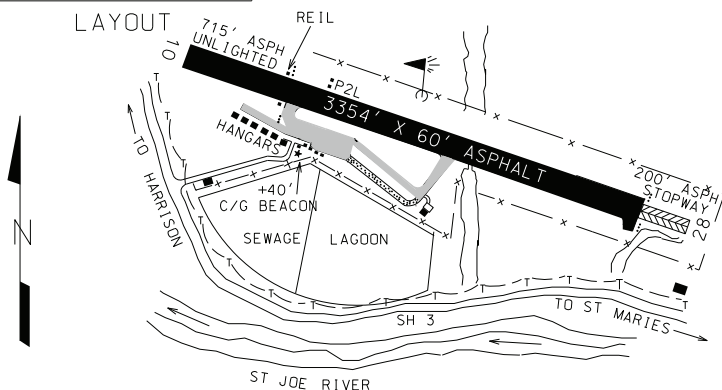 LAYOUT
REIL
715' ASPH
UNLIGHTED
10
P2L
3354' X 60' ASPHALT
HANGARS
TO HARRISON
+40'
C/G BEACON
200' ASPH
STOPWAY
28
N
SEWAGE LAGOON
TO ST MARIES
SH 3
ST JOE RIVER